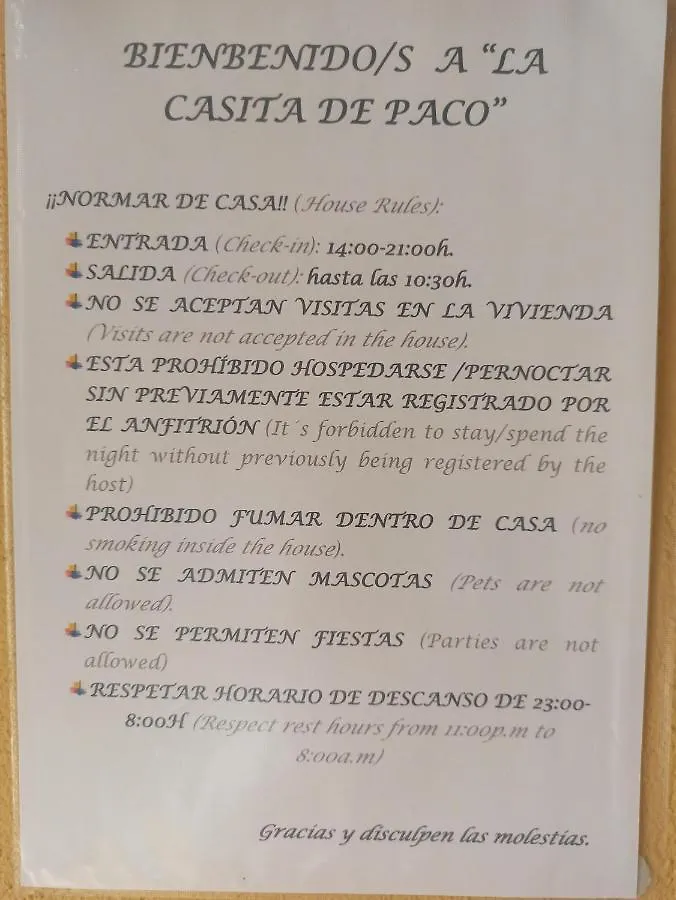 BIENBENIDO/S A “LA
CASITA DE PACO”
¡¡NORMAR DE CASA!! (House Rules):
ENTRADA (Check-in): 14:00-21:00h.
SALIDA (Check-out): hasta las 10:30h.
NO SE ACEPTAN VISITAS EN LA VIVIENDA
(Visits are not accepted in the house).
ESTA PROHÍBIDO HOSPEDARSE /PERNOCTAR
SIN PREVIAMENTE ESTAR REGISTRADO POR
EL ANFITRIÓN (It´s forbidden to stay/spend the
night without previously being registered by the
host)
PROHIBIDO FUMAR DENTRO DE CASA (no
smoking inside the house).
NO SE ADMITEN MASCOTAS (Pets are not
allowed).
NO SE PERMITEN FIESTAS (Parties are not
allowed)
RESPETAR HORARIO DE DESCANSO DE 23:00-
8:00H (Respect rest hours from 11:00p.m to
8:00a.m)
Gracias y disculpen las molestias.